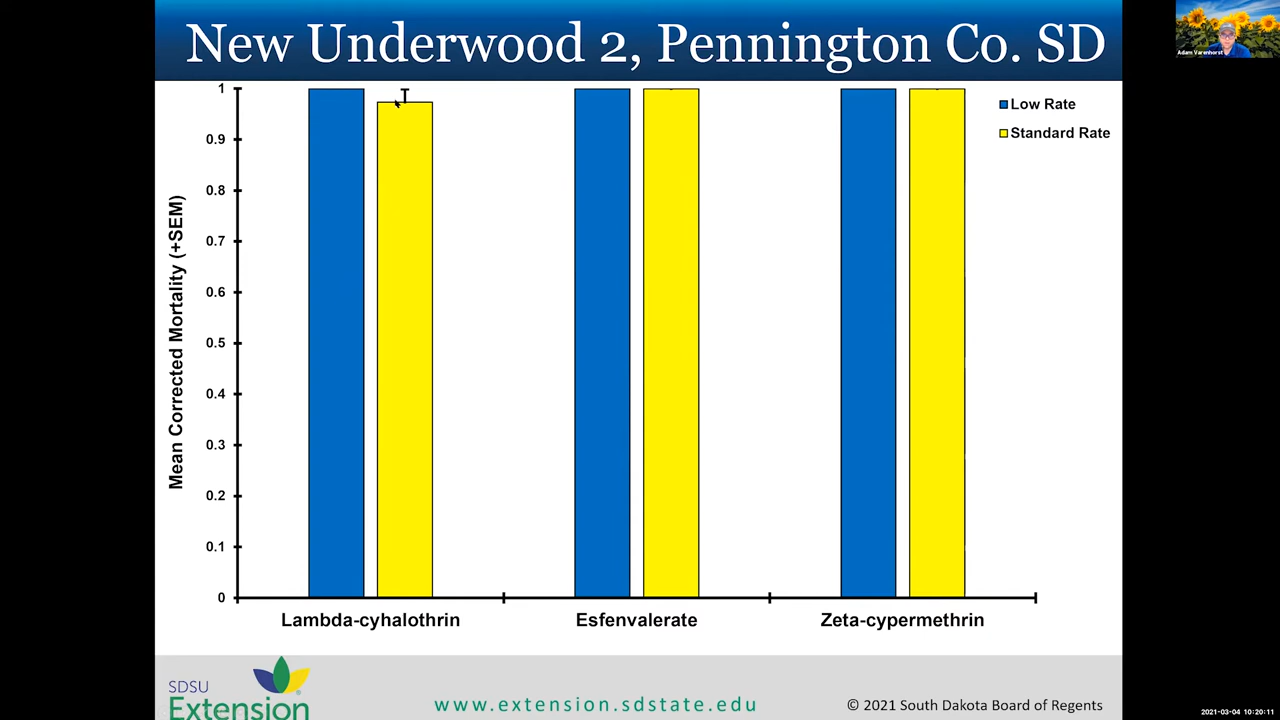 New Underwood 2, Pennington Co. SD
Adam Varenhorst
Mean Corrected Mortality (+SEM)
1
0.9
0.8
0.7
0.6
0.5
0.4
0.3
0.2
0.1
0
Low Rate
Standard Rate
Lambda-cyhalothrin
Esfenvalerate
Zeta-cypermethrin
SDSU
Extension
www.extension.sdstate.edu
© 2021 South Dakota Board of Regents
2021-03-04 10:20:11